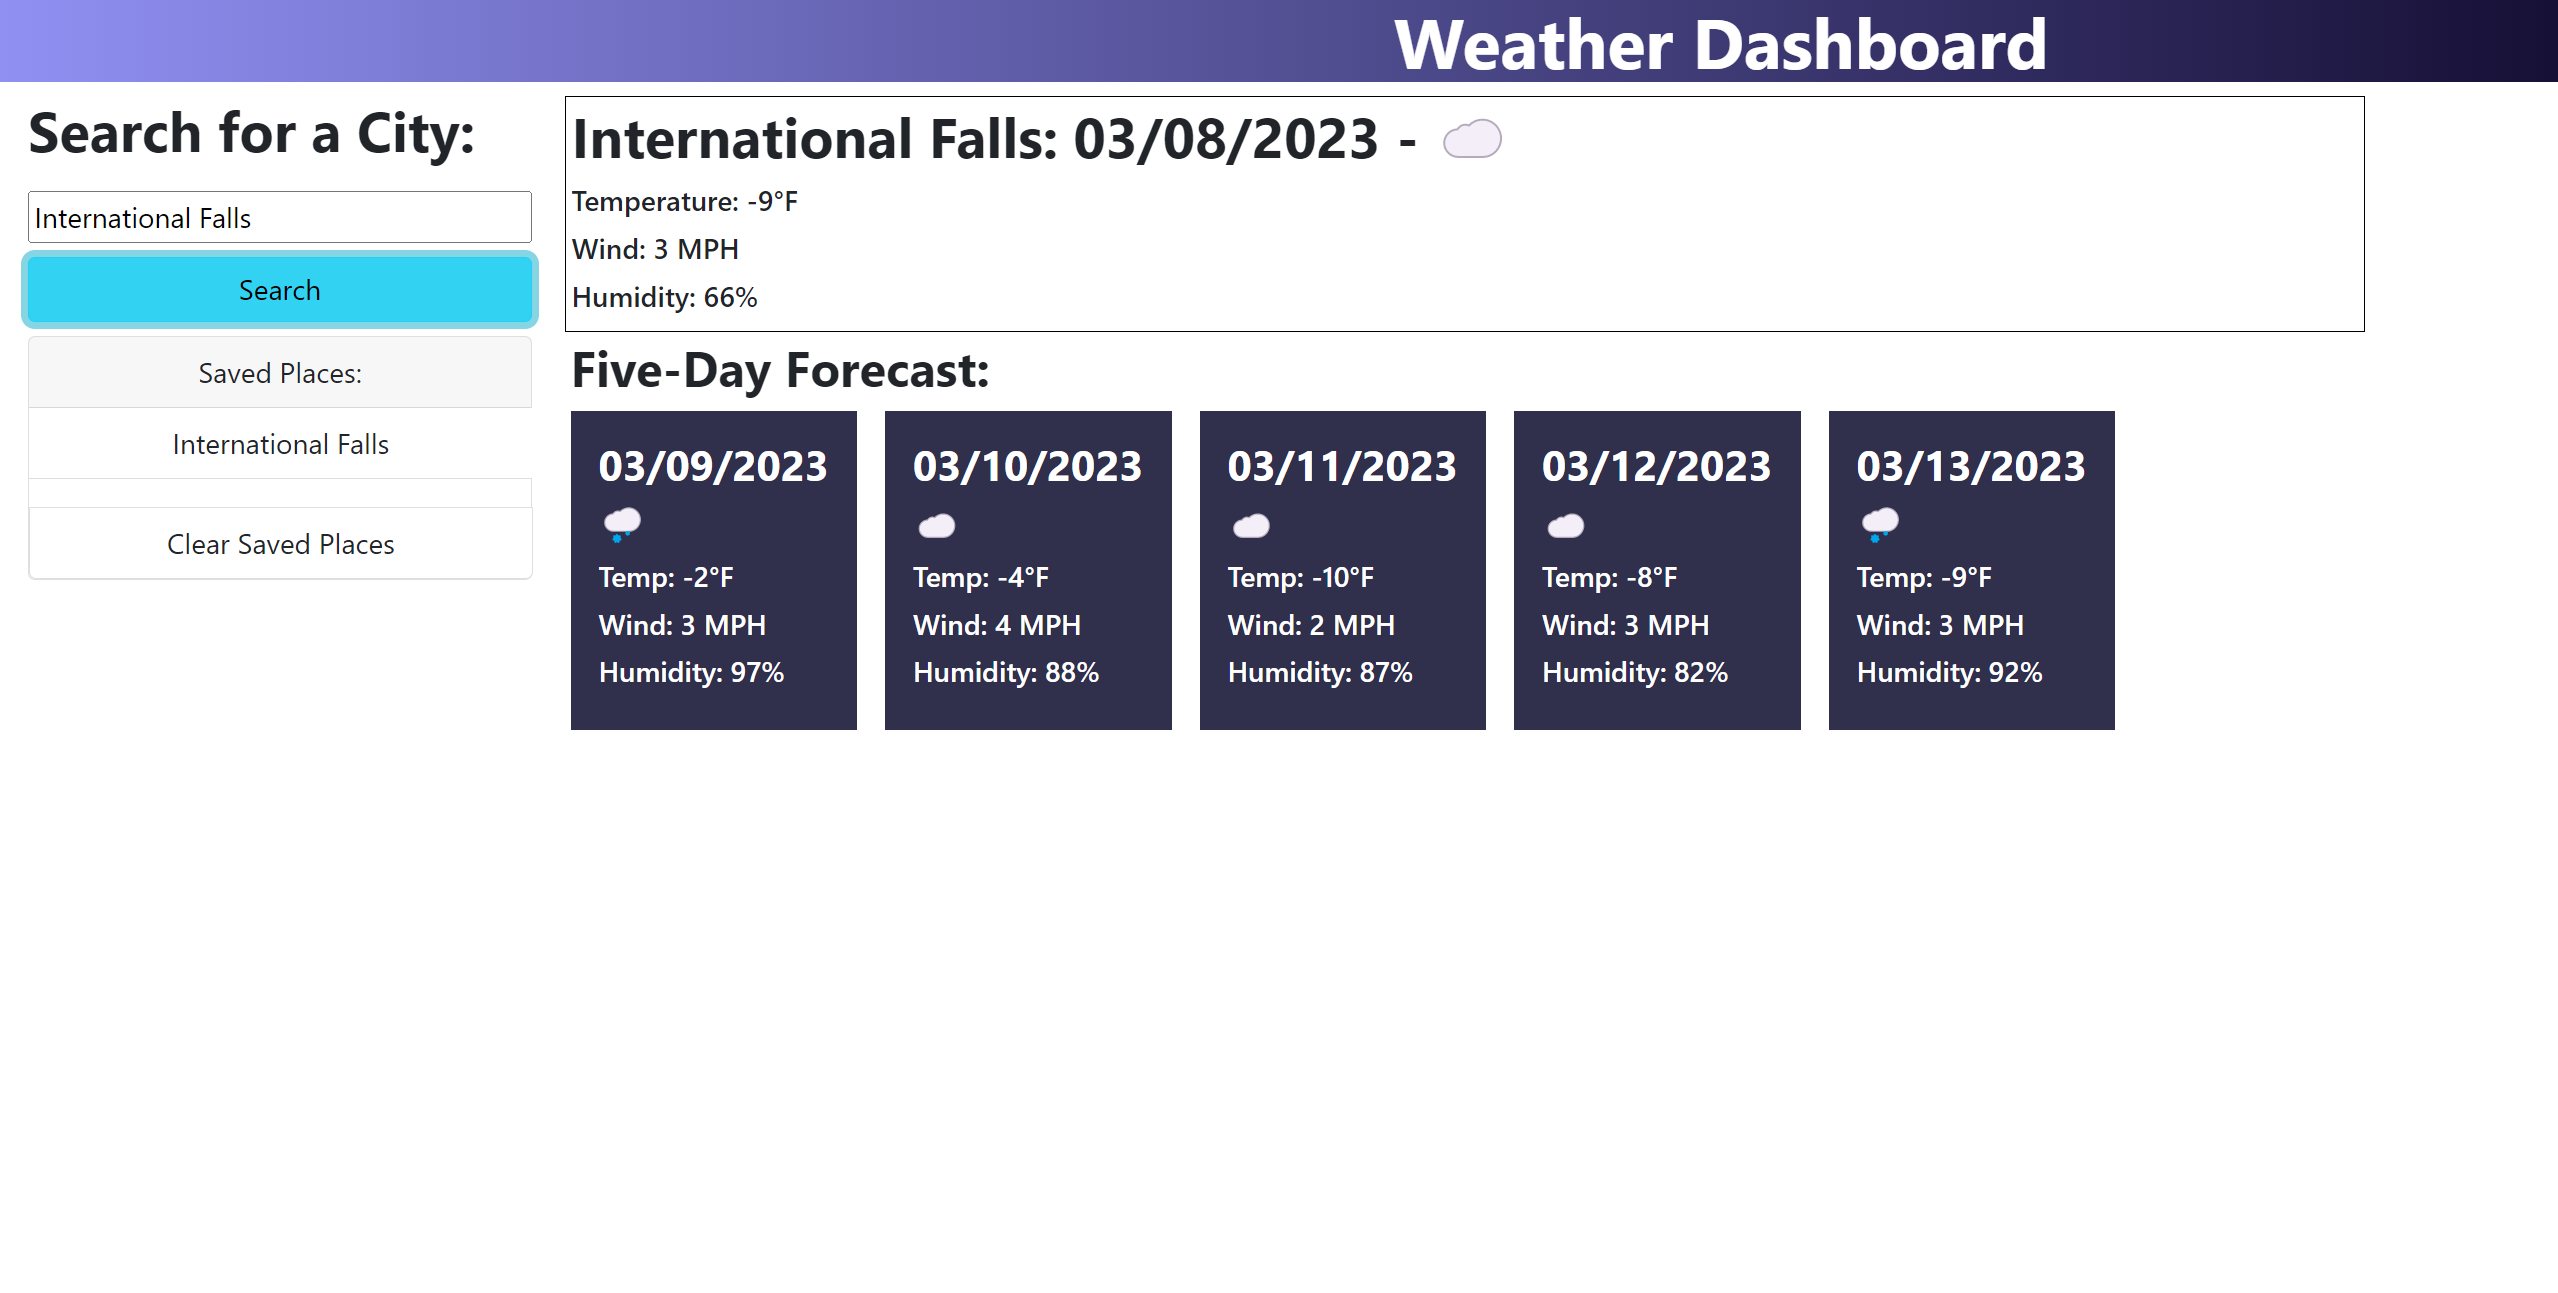 Weather Dashboard
Search for a City:
International Falls
Search
Saved Places:
International Falls
Clear Saved Places
International Falls: 03/08/2023 -
Temperature: -9°F
Wind: 3 MPH
Humidity: 66%
Five-Day Forecast:
03/09/2023
Temp: -2°F
Wind: 3 MPH
Humidity: 97%
03/10/2023
Temp: -4°F
Wind: 4 MPH
Humidity: 88%
03/11/2023
Temp: -10°F
Wind: 2 MPH
Humidity: 87%
03/12/2023
Temp: -8°F
Wind: 3 MPH
Humidity: 82%
03/13/2023
Temp: -9°F
Wind: 3 MPH
Humidity: 92%